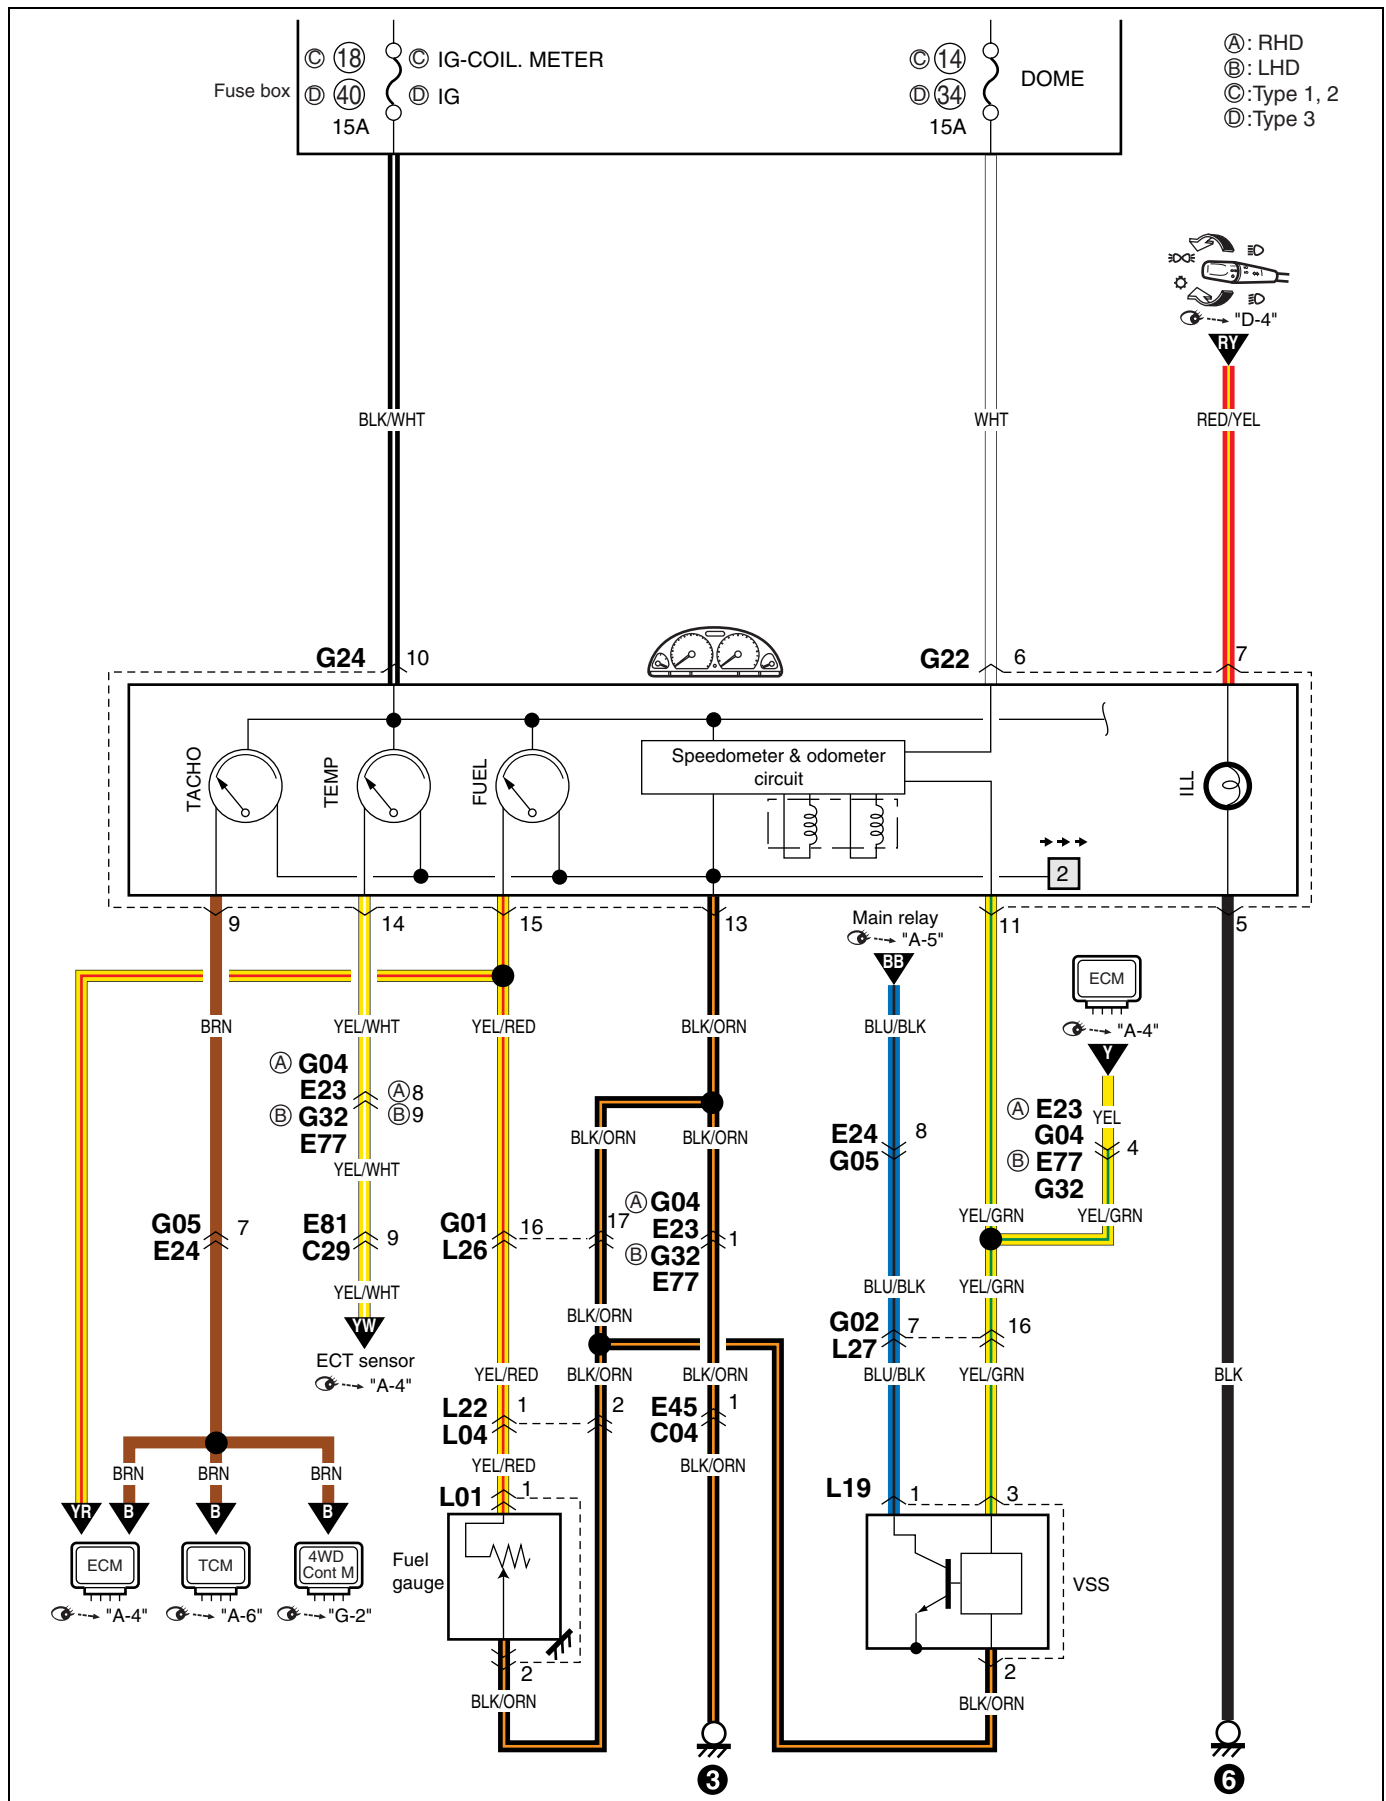 Fuse box
Ⓒ ⑱ Ⓒ IG-COIL. METER
Ⓓ ㊵ Ⓓ IG
15A
Ⓒ ⑭
Ⓓ ㉞
15A
DOME
Ⓐ: RHD
Ⓑ: LHD
Ⓒ:Type 1, 2
Ⓓ:Type 3
"D-4"
RY
BLK/WHT
WHT
RED/YEL
G24 10
G22 6
7
TACHO
TEMP
FUEL
Speedometer & odometer
circuit
ILL
2
9
14
15
13
11
5
Main relay
"A-5"
BB
ECM
"A-4"
Y
BRN
YEL/WHT
YEL/RED
BLK/ORN
BLU/BLK
Ⓐ G04
E23 Ⓐ8
Ⓑ G32 Ⓑ9
E77
YEL/WHT
BLK/ORN
BLK/ORN
E24 8
G05
Ⓐ E23
G04
Ⓑ E77
G32
YEL
4
YEL/GRN
YEL/GRN
G05 7
E24
E81
C29
9
G01 16
L26
17
Ⓐ G04
E23
Ⓑ G32
E77
1
YEL/WHT
YW
ECT sensor
"A-4"
BLK/ORN
BLU/BLK
YEL/GRN
G02 7
L27
16
YEL/RED
BLK/ORN
BLK/ORN
BLU/BLK
YEL/GRN
BLK
L22 1
L04
2
E45 1
C04
YEL/RED
BLK/ORN
BRN
BRN
BRN
YR
B
B
B
L01 1
L19 1
3
ECM
TCM
4WD
Cont M
"A-4"
"A-6"
"G-2"
Fuel
gauge
VSS
2
BLK/ORN
2
BLK/ORN
3
6